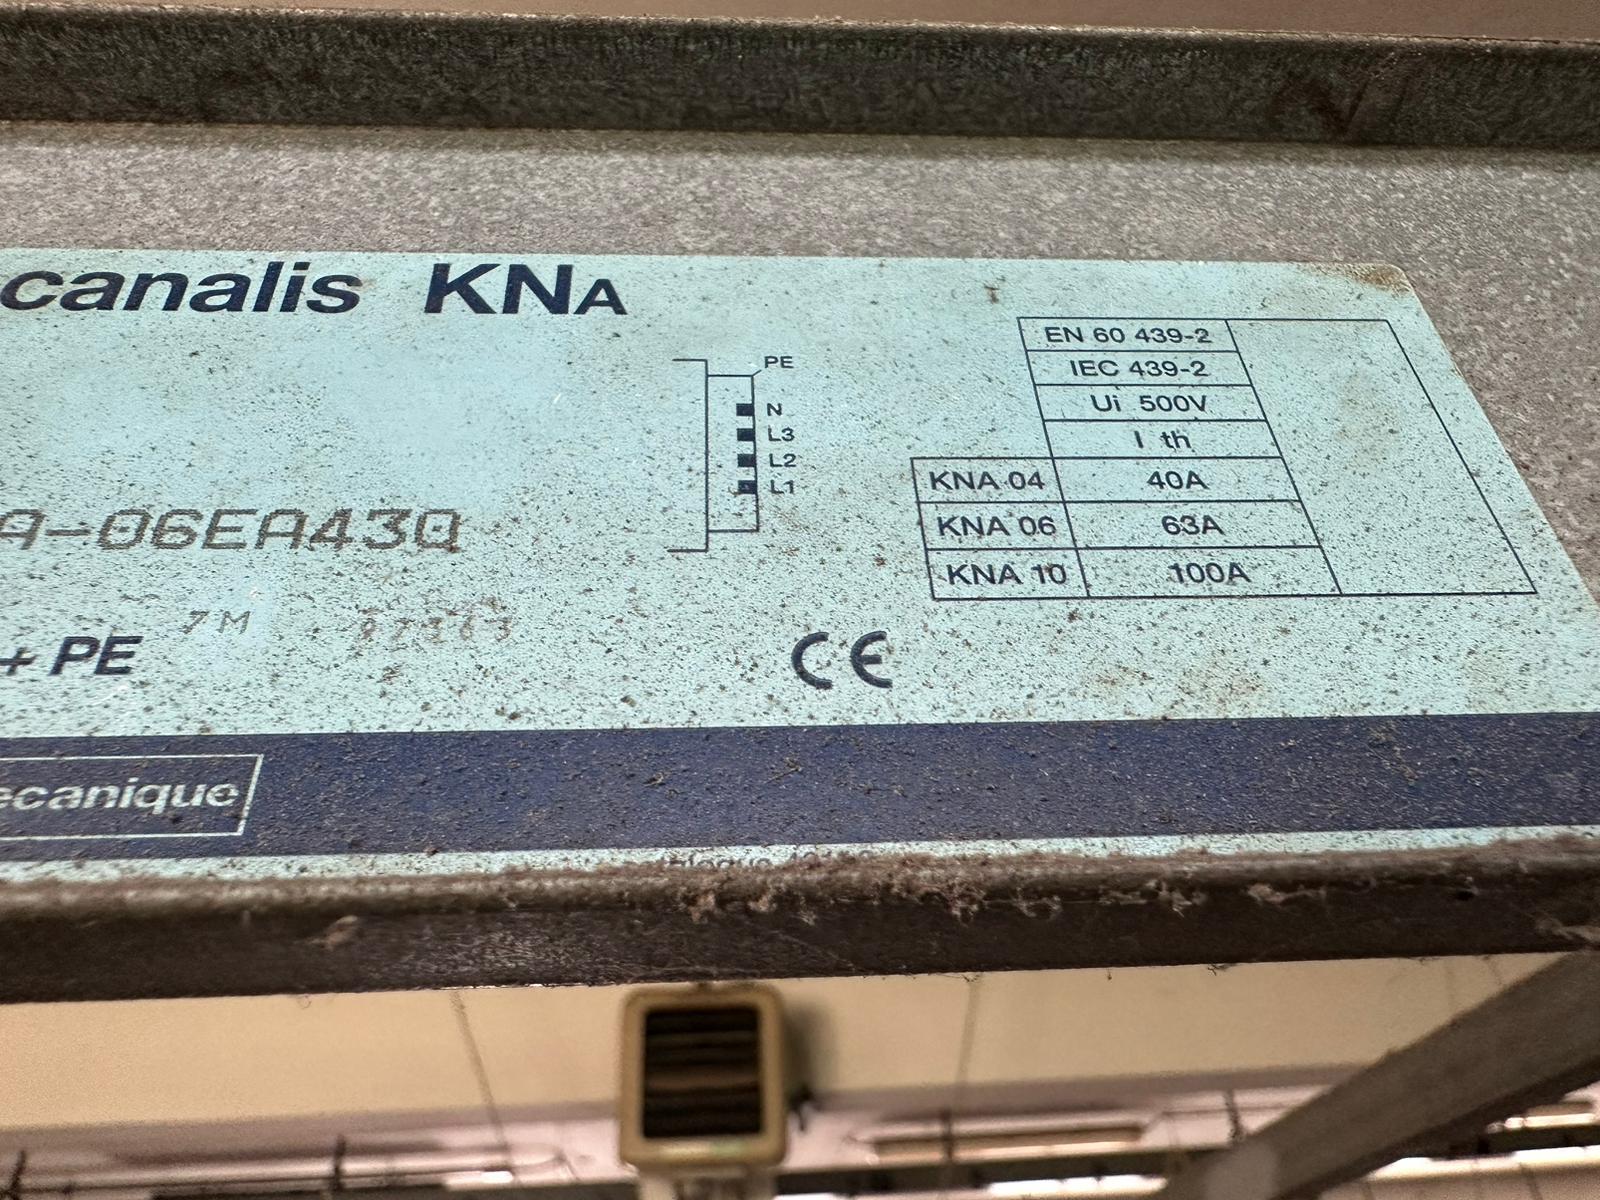 canalis KNA
EN 60 439-2
IEC 439-2
Ui 500V
I th
KNA 04 40A
KNA 06 63A
KNA 10 100A
PE
N
L3
L2
L1
A-06EA430
7M
+ PE
CE
ecanique